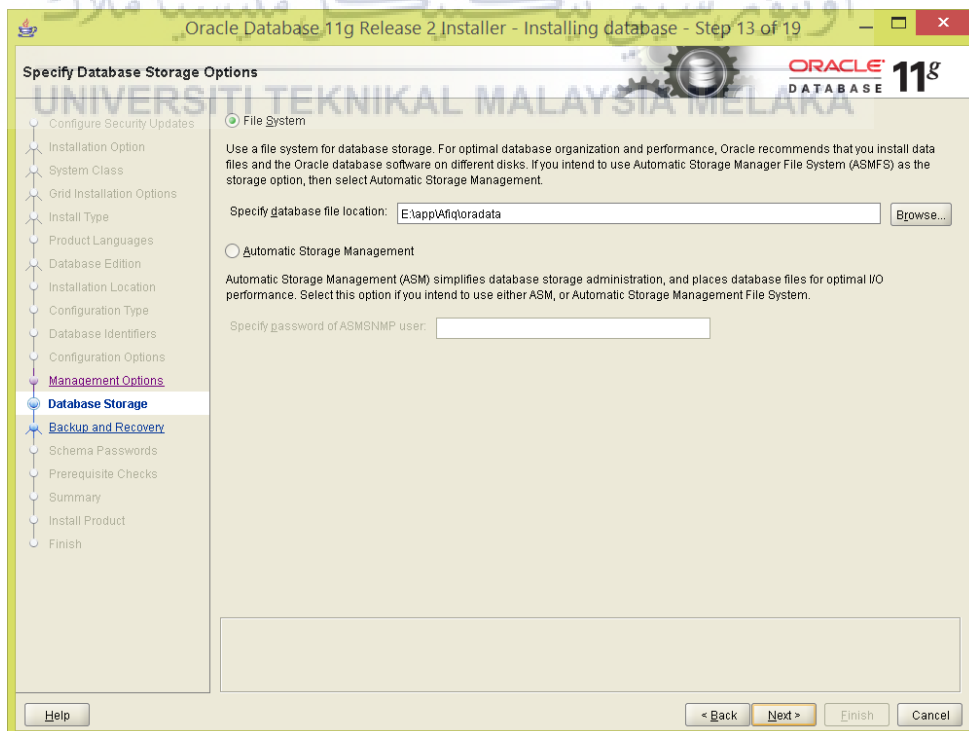 اونيورسيتي تيكنيكل مليسيا ملاك
Oracle Database 11g Release 2 Installer - Installing database - Step 13 of 19
Specify Database Storage Options
ORACLE
DATABASE
11g
UNIVERSITI TEKNIKAL MALAYSIA MELAKA
Configure Security Updates
Installation Option
System Class
Grid Installation Options
Install Type
Product Languages
Database Edition
Installation Location
Configuration Type
Database Identifiers
Configuration Options
Management Options
Database Storage
Backup and Recovery
Schema Passwords
Prerequisite Checks
Summary
Install Product
Finish
File System
Use a file system for database storage. For optimal database organization and performance, Oracle recommends that you install data
files and the Oracle database software on different disks. If you intend to use Automatic Storage Manager File System (ASMFS) as the
storage option, then select Automatic Storage Management.
Specify database file location: E:\app\Afiq\oradata Browse...
Automatic Storage Management
Automatic Storage Management (ASM) simplifies database storage administration, and places database files for optimal I/O
performance. Select this option if you intend to use either ASM, or Automatic Storage Management File System.
Specify password of ASMSNMP user:
Help < Back Next > Finish Cancel